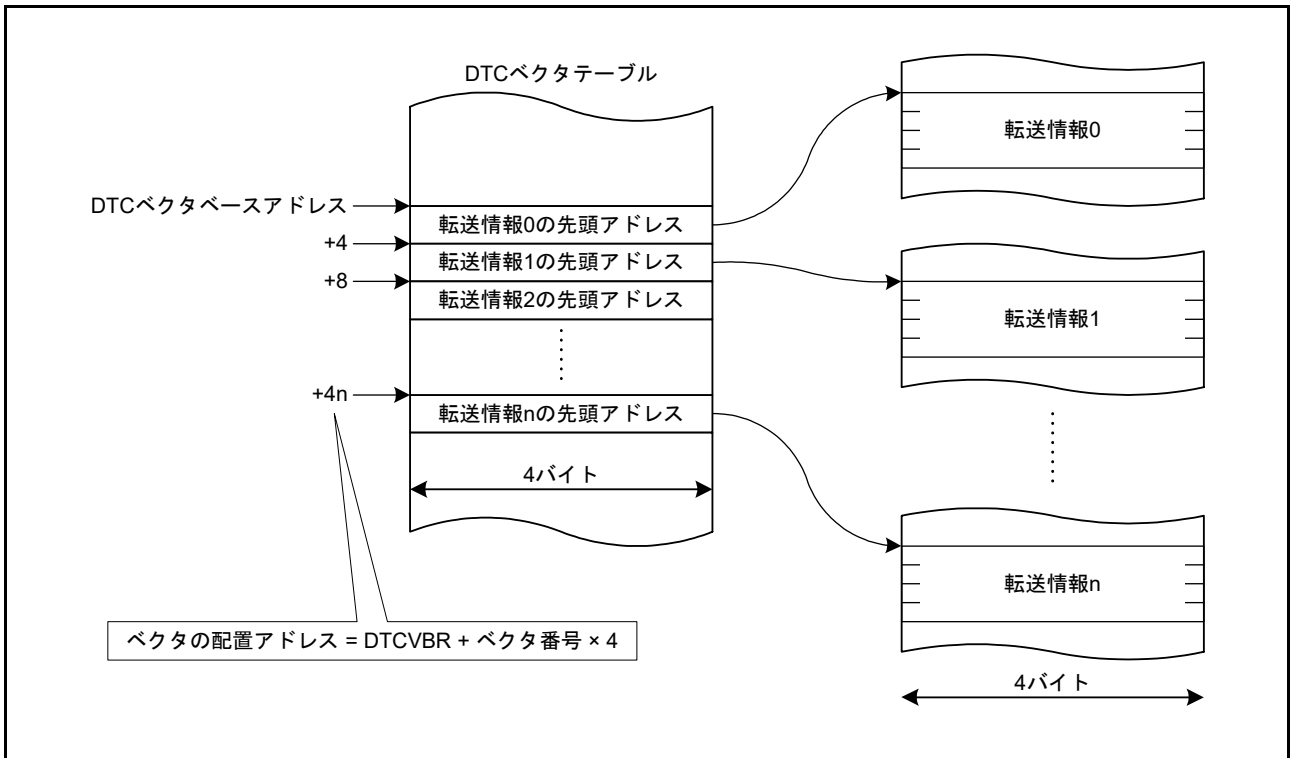 DTCベクタテーブル
DTCベクタベースアドレス
転送情報0の先頭アドレス
+4
転送情報1の先頭アドレス
+8
転送情報2の先頭アドレス
+4n
転送情報nの先頭アドレス
4バイト
ベクタの配置アドレス = DTCVBR + ベクタ番号 × 4
転送情報0
転送情報1
転送情報n
4バイト